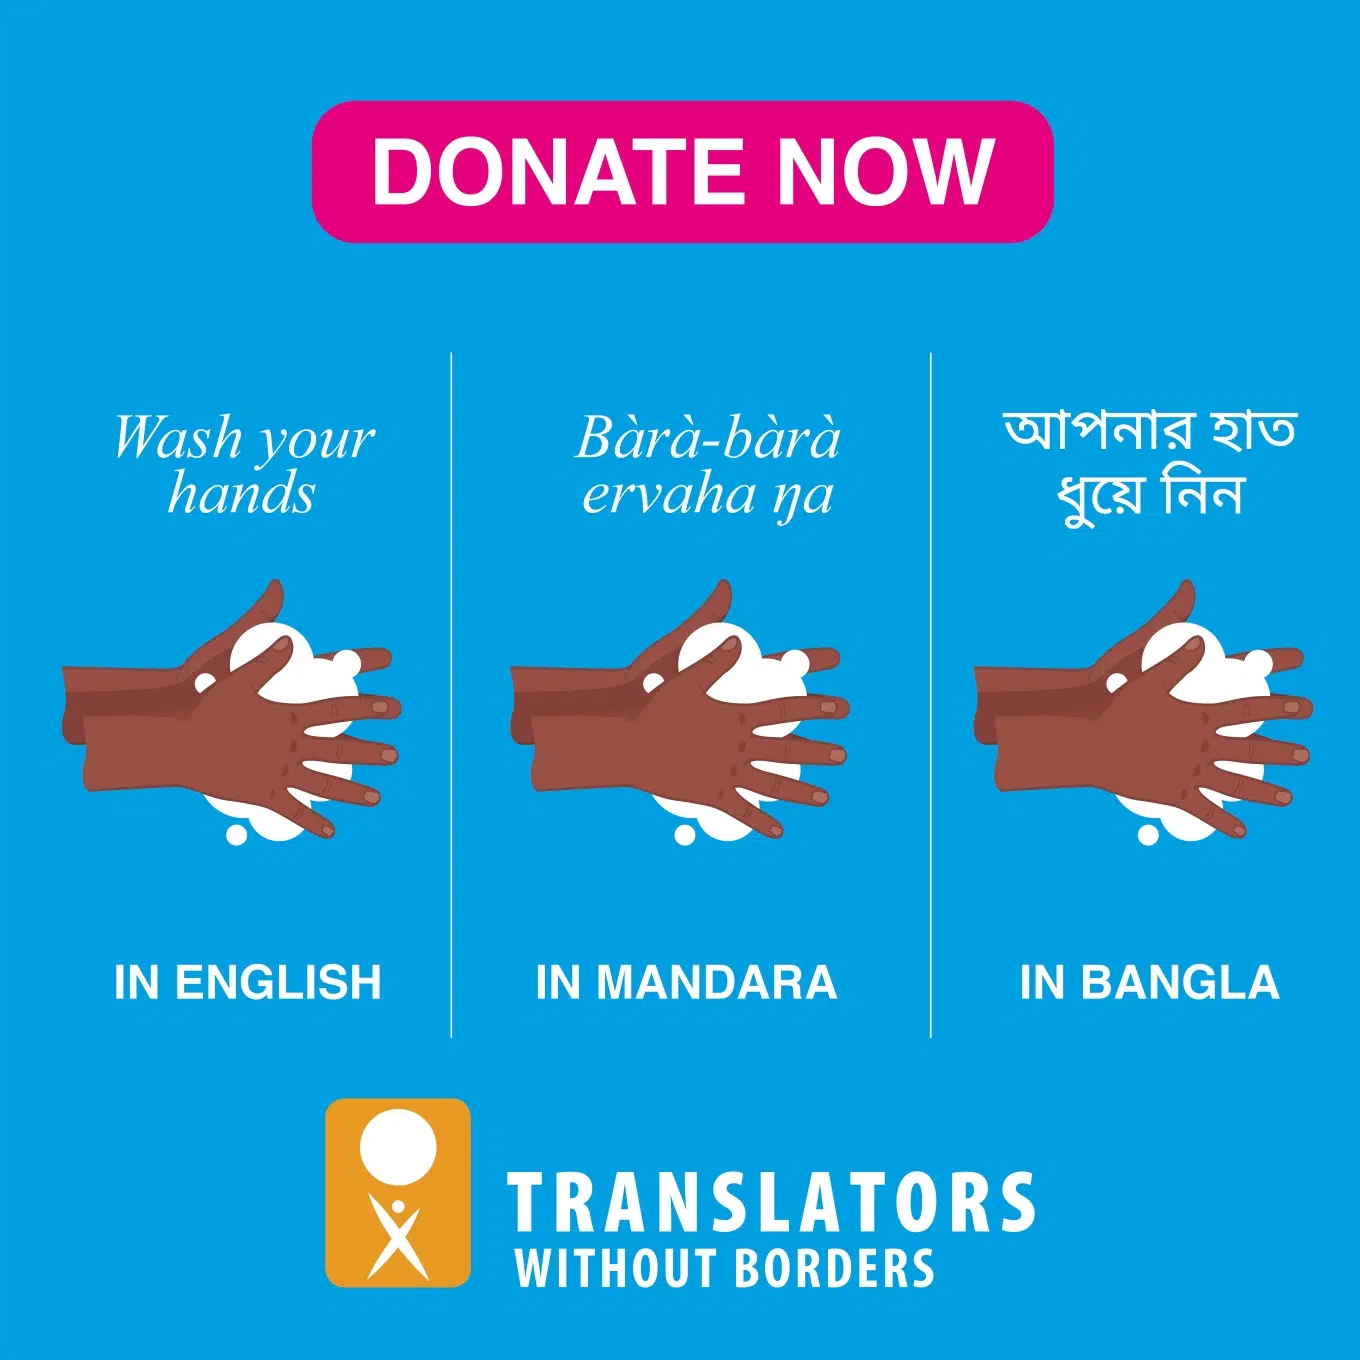 DONATE NOW
Wash your
hands
IN ENGLISH
Bàrà-bàrà
ervaha ŋa
IN MANDARA
আপনার হাত
ধুয়ে নিন
IN BANGLA
TRANSLATORS
WITHOUT BORDERS